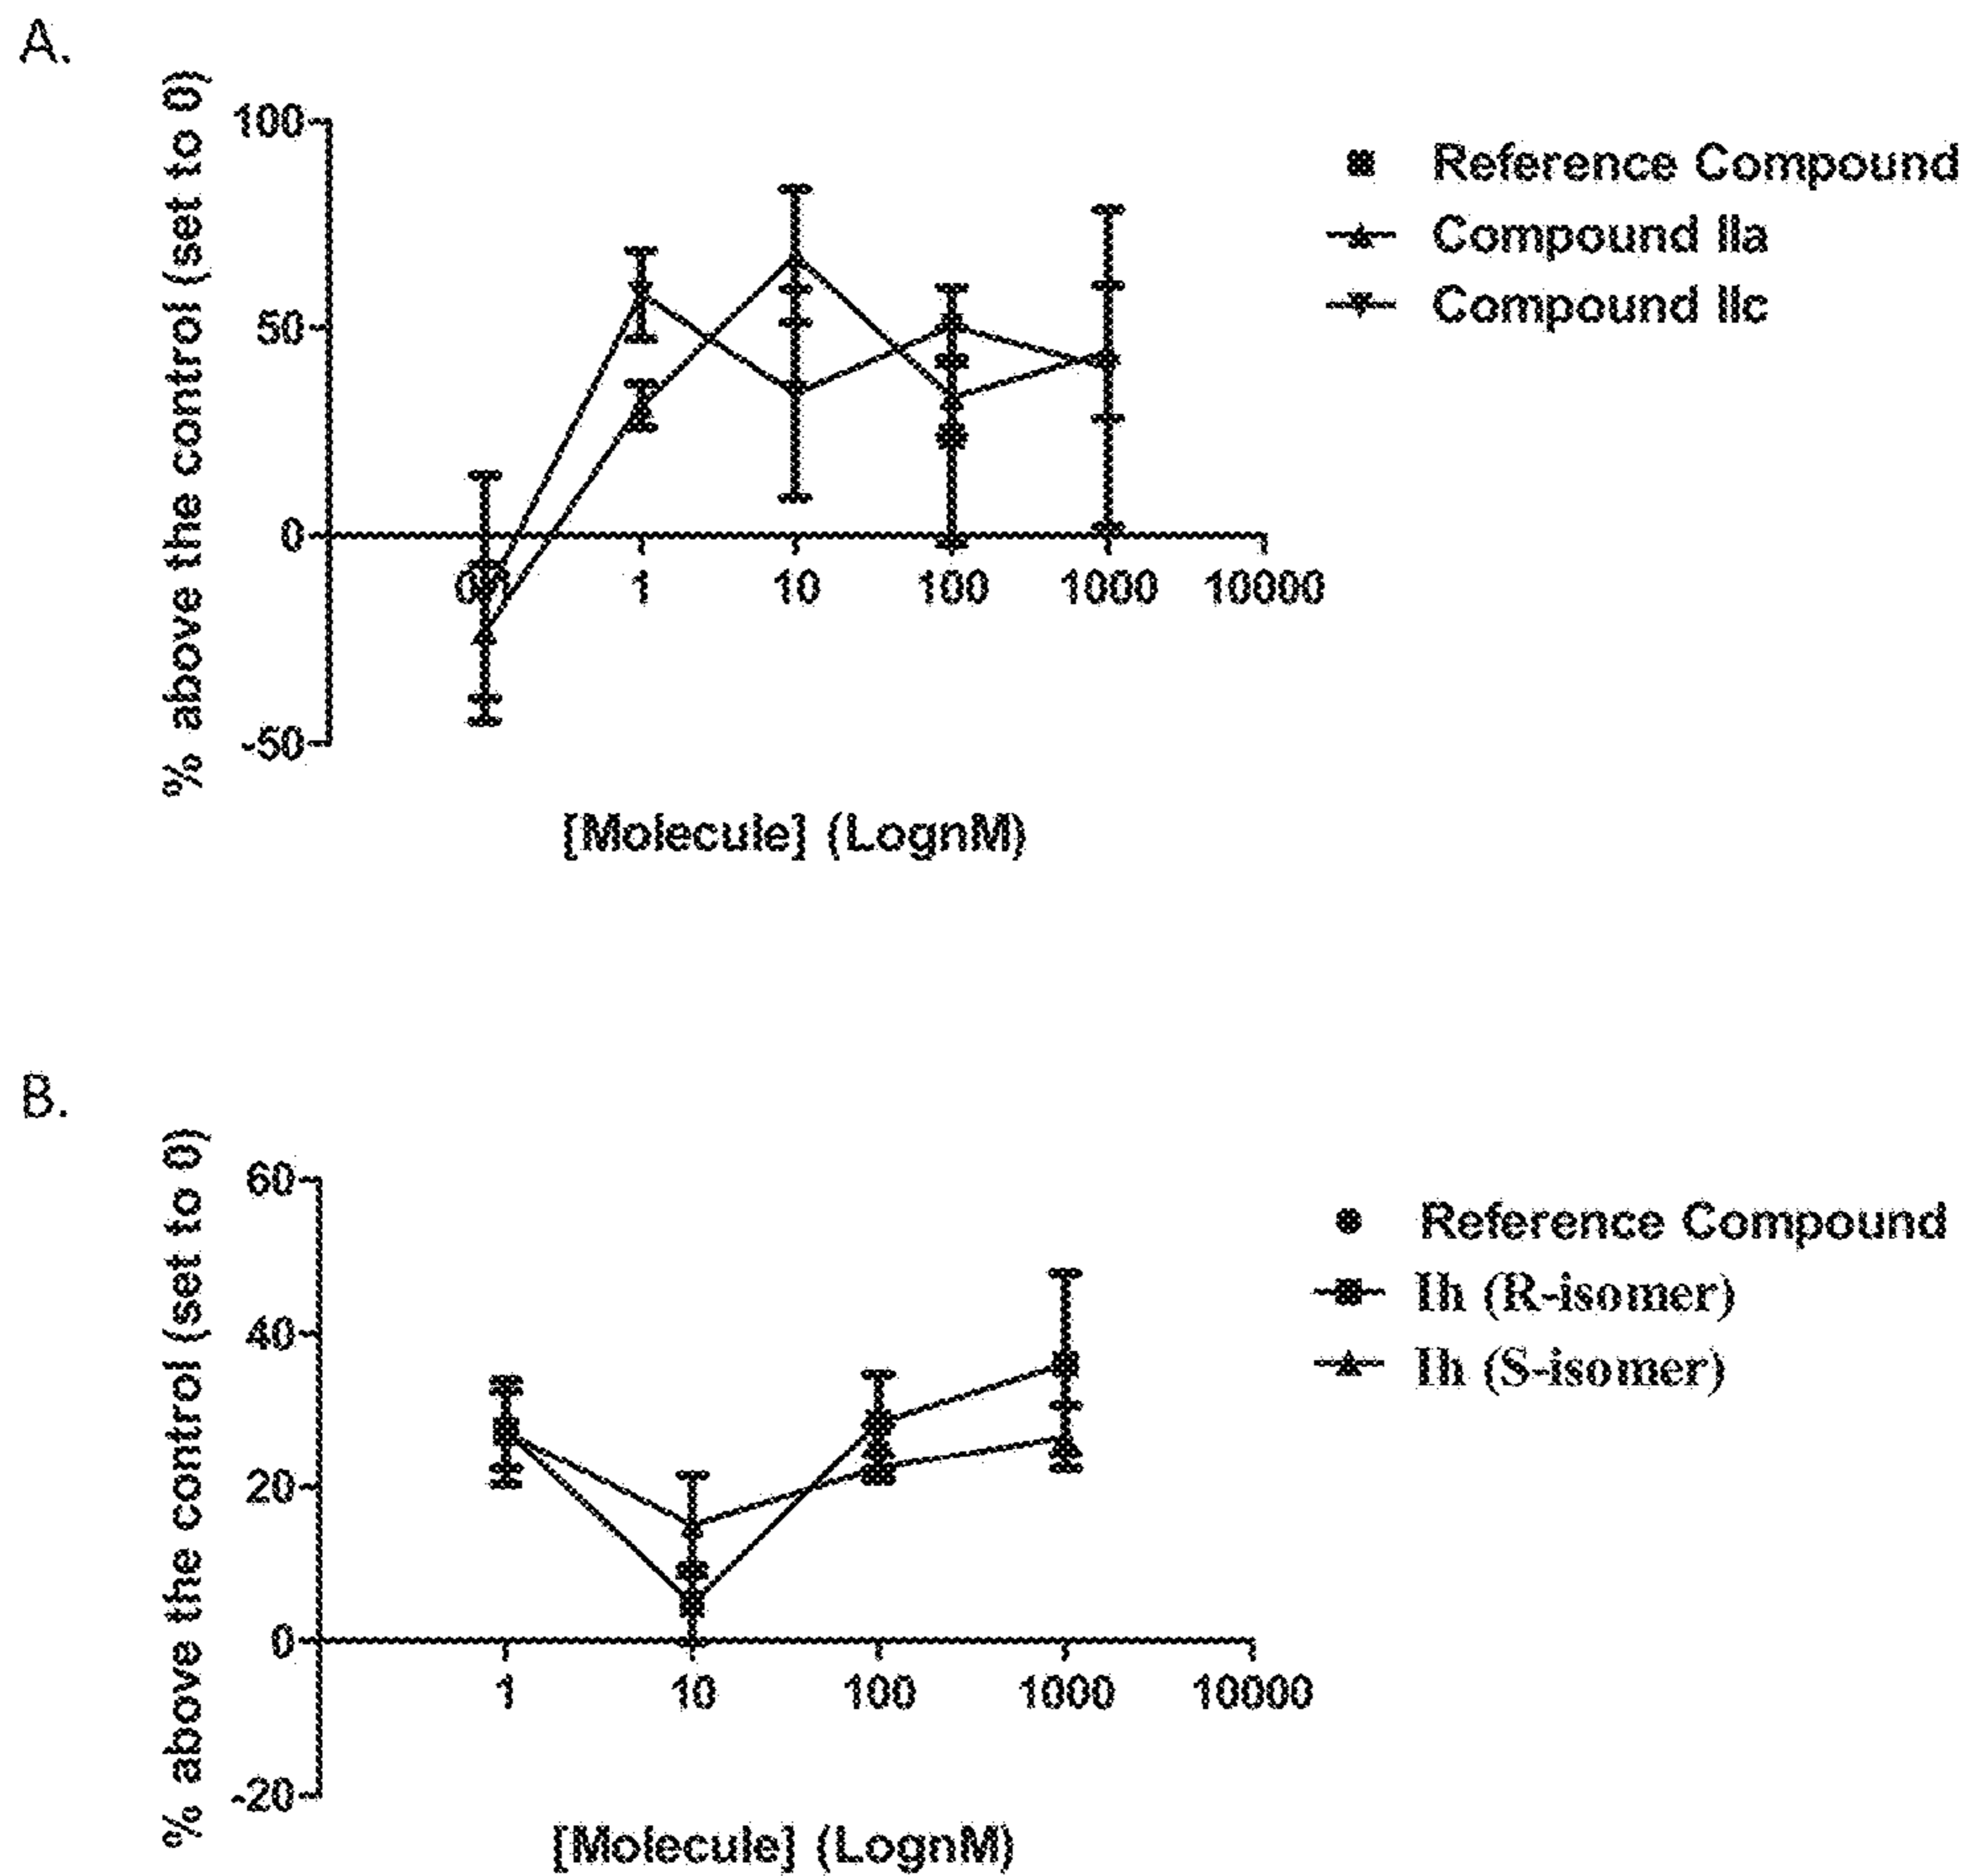 A.
% above the control (set to 0)
100
50
0
-50
1
10
100
1000
10000
[Molecule] (LognM)
Reference Compound
Compound IIa
Compound IIc
B.
% above the control (set to 0)
60
40
20
0
-20
1
10
100
1000
10000
[Molecule] (LognM)
Reference Compound
Ih (R-isomer)
Ih (S-isomer)